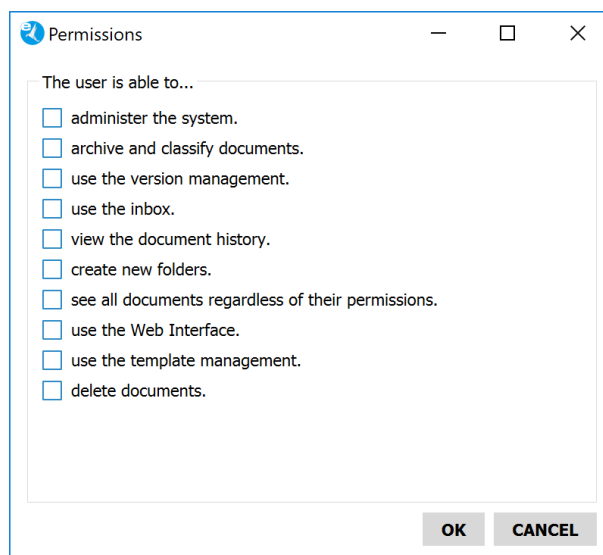 Permissions
The user is able to...
administer the system.
archive and classify documents.
use the version management.
use the inbox.
view the document history.
create new folders.
see all documents regardless of their permissions.
use the Web Interface.
use the template management.
delete documents.
OK CANCEL